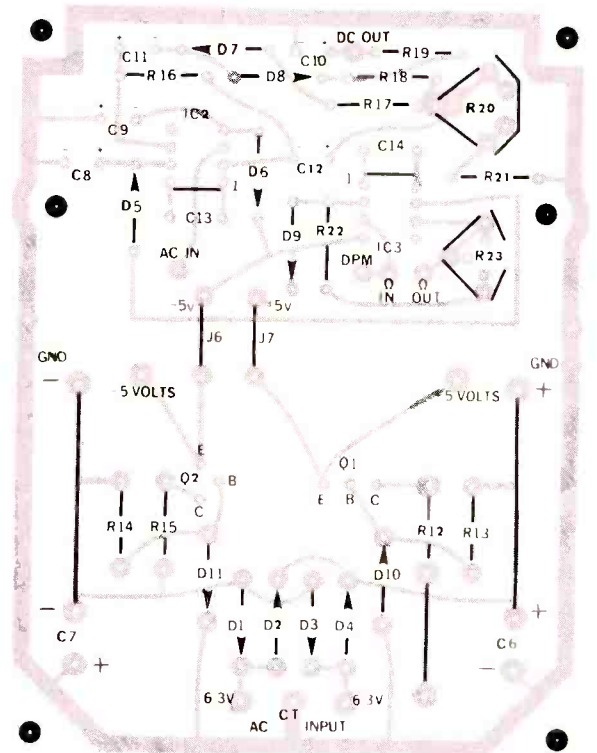 DC OUT
C11 D7 C10 R19
R16 D8 R18
R17 R20
C9 IC2
C14
C8 D6 C12 R21
1 1
D5 C13 D9 R22
AC IN IC3 R23
DPM
Ω Ω
IN OUT
-5V +5V
J6 J7
GND GND
- 5 VOLTS 5 VOLTS +
E Q1
Q2 B E B C
C
R14 R15 R12 R13
D11 D10
- +
D1 D2 D3 D4
C7 C6
+ -
6.3V CT 6.3V
AC INPUT